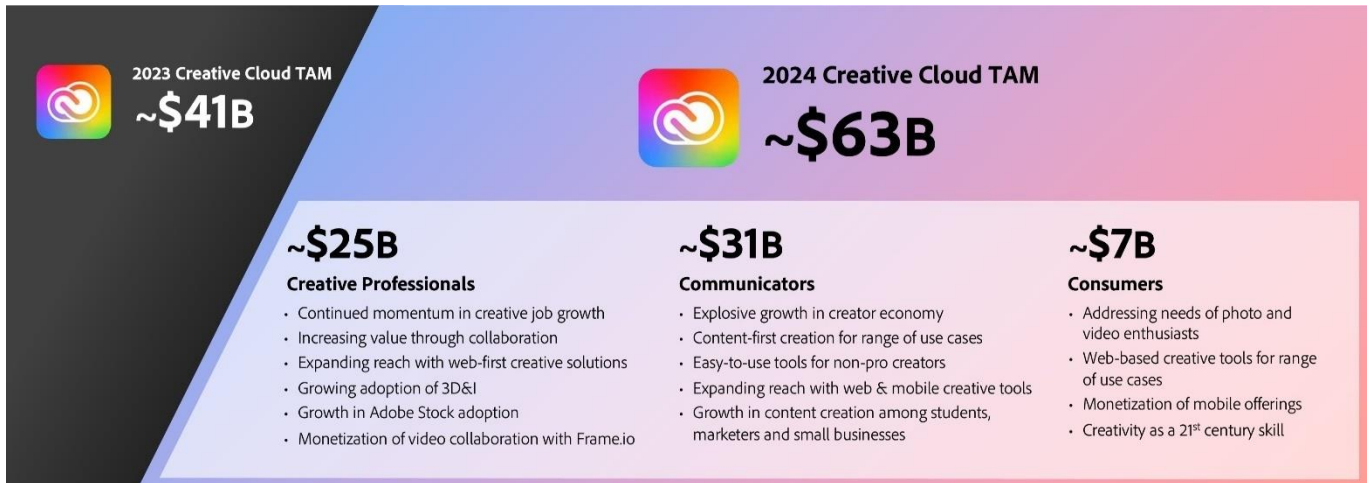 2023 Creative Cloud TAM
~$41B
2024 Creative Cloud TAM
~$63B
~$25B
Creative Professionals
• Continued momentum in creative job growth
• Increasing value through collaboration
• Expanding reach with web-first creative solutions
• Growing adoption of 3D&I
• Growth in Adobe Stock adoption
• Monetization of video collaboration with Frame.io
~$31B
Communicators
• Explosive growth in creator economy
• Content-first creation for range of use cases
• Easy-to-use tools for non-pro creators
• Expanding reach with web & mobile creative tools
• Growth in content creation among students,
marketers and small businesses
~$7B
Consumers
• Addressing needs of photo and
video enthusiasts
• Web-based creative tools for range
of use cases
• Monetization of mobile offerings
• Creativity as a 21st century skill